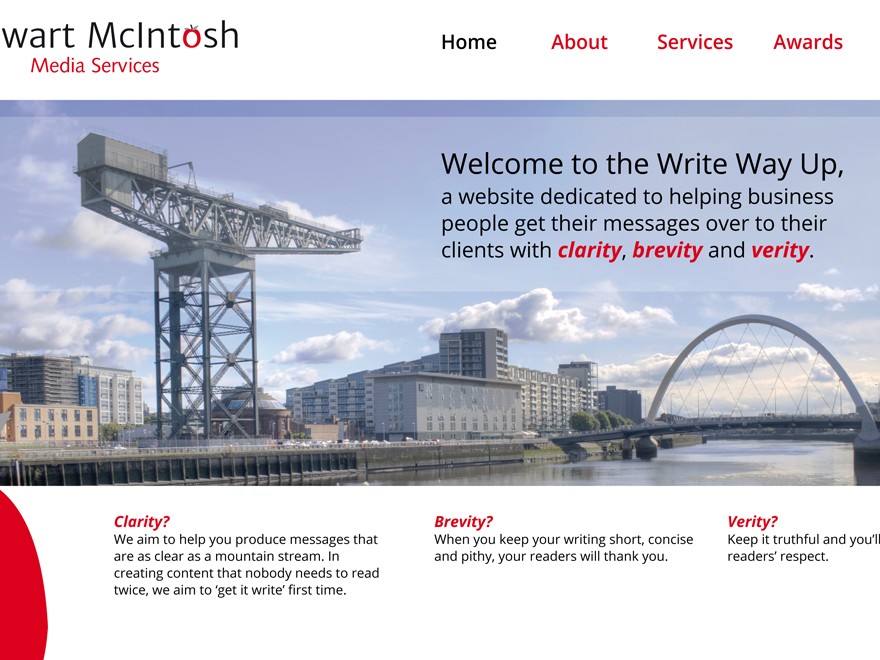 wart McIntosh
Media Services
Home About Services Awards
Welcome to the Write Way Up,
a website dedicated to helping business
people get their messages over to their
clients with clarity, brevity and verity.
Clarity?
We aim to help you produce messages that
are as clear as a mountain stream. In
creating content that nobody needs to read
twice, we aim to ‘get it write’ first time.
Brevity?
When you keep your writing short, concise
and pithy, your readers will thank you.
Verity?
Keep it truthful and you’ll
readers’ respect.